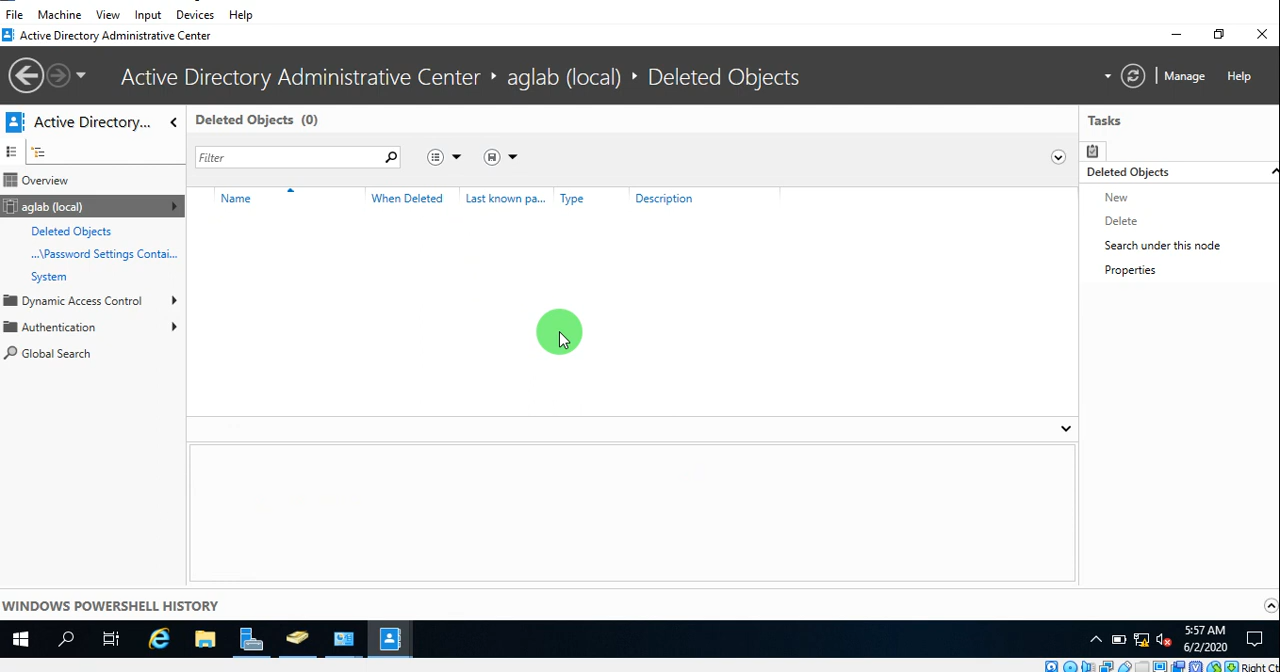 File Machine View Input Devices Help
Active Directory Administrative Center
Active Directory Administrative Center • aglab (local) • Deleted Objects
Manage Help
Active Directory...
Overview
aglab (local)
Deleted Objects
...\Password Settings Contai...
System
Dynamic Access Control
Authentication
Global Search
Deleted Objects (0)
Filter
Name When Deleted Last known pa... Type Description
Tasks
Deleted Objects
New
Delete
Search under this node
Properties
WINDOWS POWERSHELL HISTORY
5:57 AM
6/2/2020
Right Ct